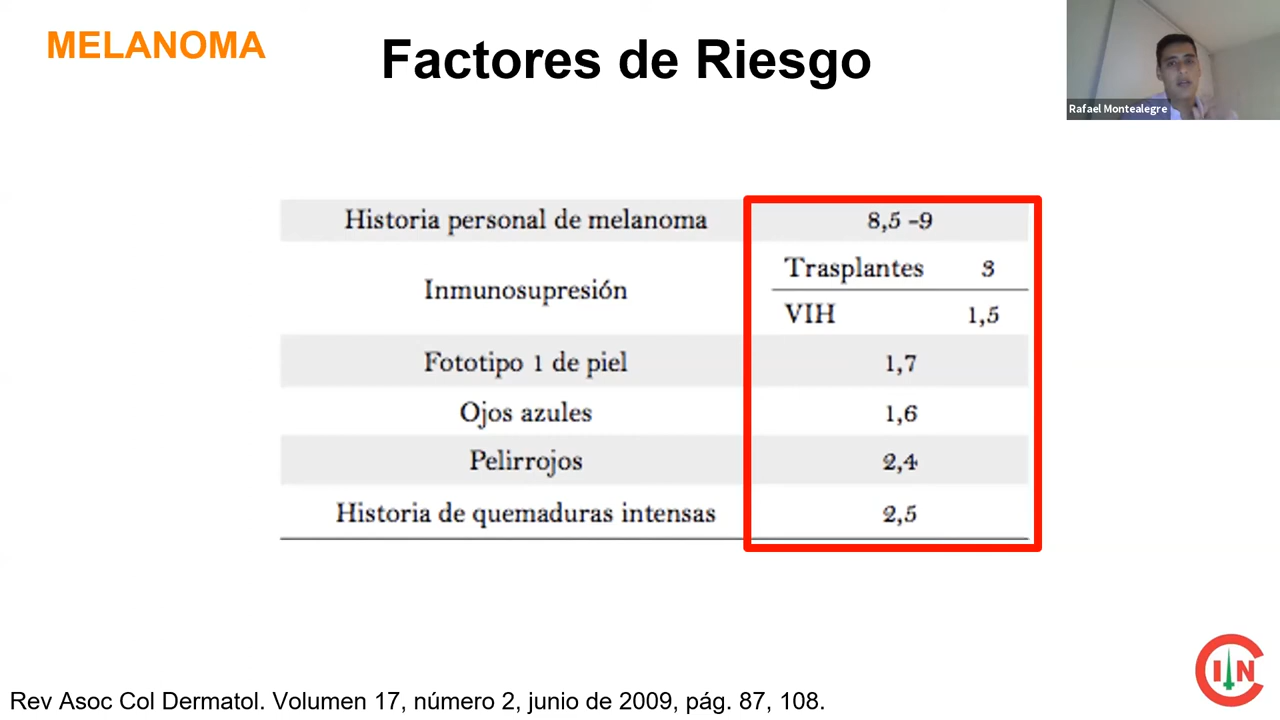 MELANOMA
Factores de Riesgo
Rafael Montealegre
Historia personal de melanoma 8,5 -9
Inmunosupresión
Trasplantes 3
VIH 1,5
Fototipo 1 de piel 1,7
Ojos azules 1,6
Pelirrojos 2,4
Historia de quemaduras intensas 2,5
Rev Asoc Col Dermatol. Volumen 17, número 2, junio de 2009, pág. 87, 108.
CIN